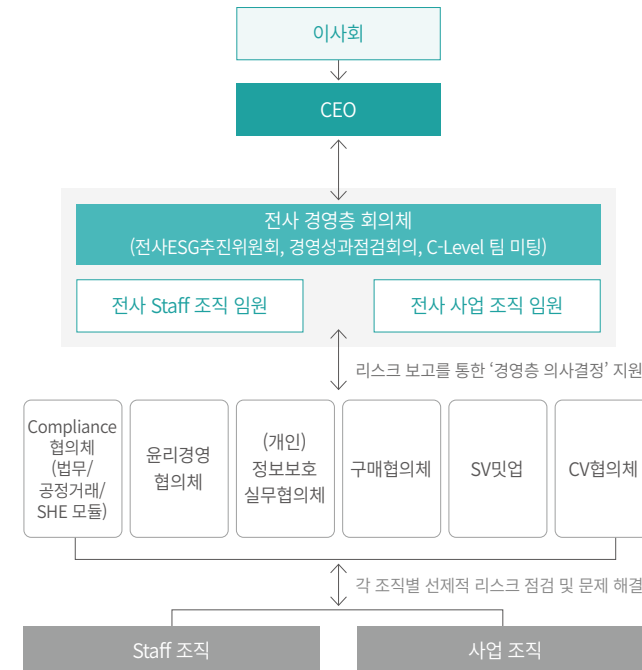 이사회
CEO
전사 경영층 회의체
(전사ESG추진위원회, 경영성과점검회의, C-Level 팀 미팅)
전사 Staff 조직 임원
전사 사업 조직 임원
리스크 보고를 통한 ‘경영층 의사결정’ 지원
Compliance
협의체
(법무/
공정거래/
SHE 모듈)
윤리경영
협의체
(개인)
정보보호
실무협의체
구매협의체
SV밋업
CV협의체
각 조직별 선제적 리스크 점검 및 문제 해결
Staff 조직
사업 조직